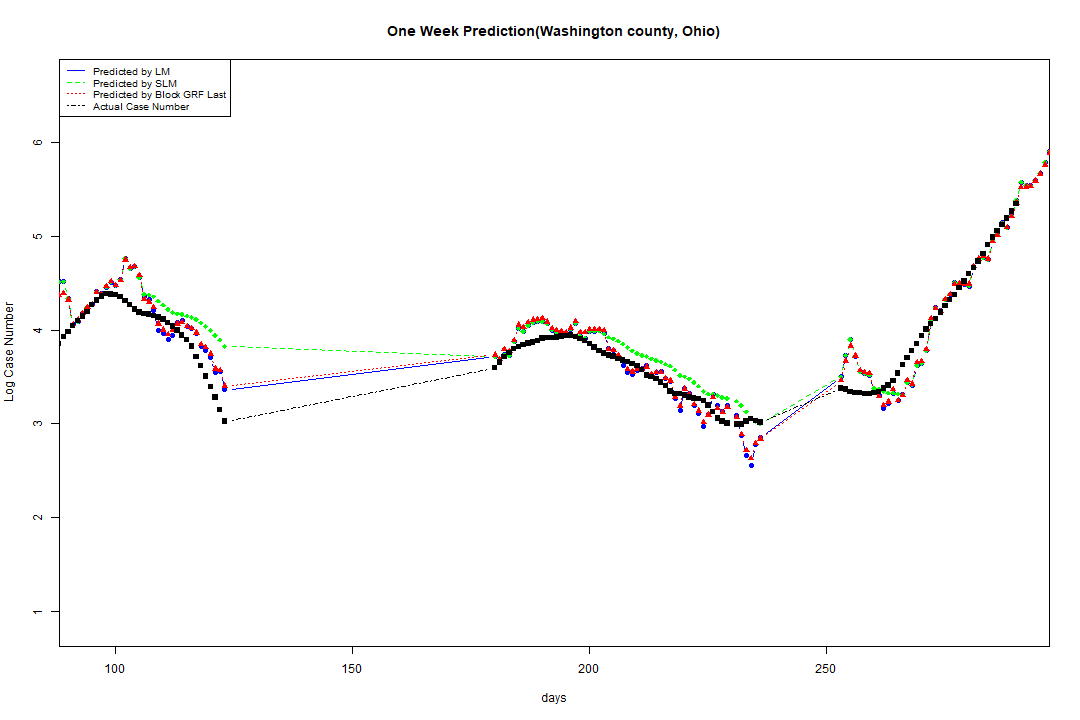 One Week Prediction(Washington county, Ohio)
Predicted by LM
Predicted by SLM
Predicted by Block GRF Last
Actual Case Number
6
5
4
3
2
1
Log Case Number
100
150
200
250
days